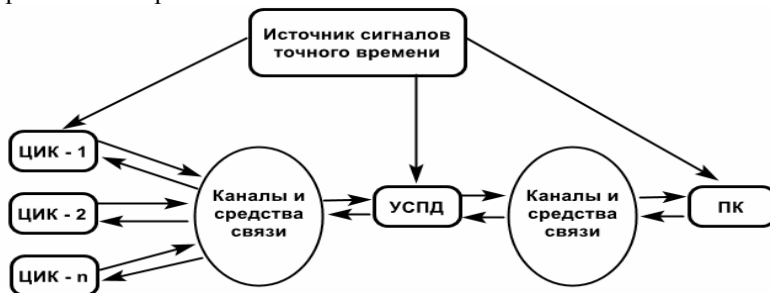 Источник сигналов
точного времени
ЦИК - 1
ЦИК - 2
ЦИК - n
Каналы и
средства
связи
УСПД
Каналы и
средства
связи
ПК